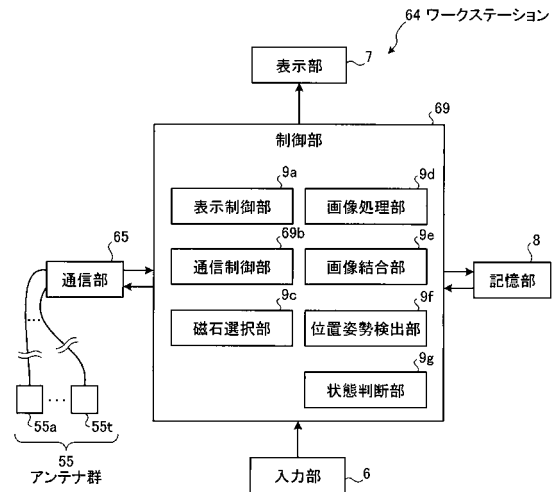 64 ワークステーション
表示部
7
69
制御部
9a
9d
表示制御部
画像処理部
65
69b
9e
8
通信部
通信制御部
画像結合部
記憶部
9c
9f
磁石選択部
位置姿勢検出部
...
9g
状態判断部
...
55a
55t
55
アンテナ群
入力部
6